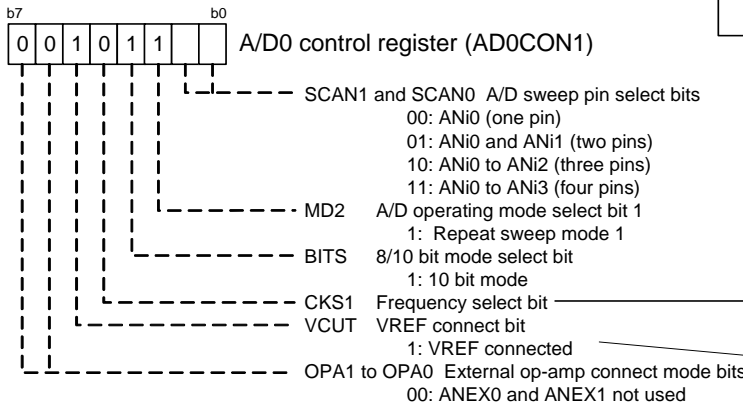 b7 b0
0 0 1 0 1 1 A/D0 control register (AD0CON1)
SCAN1 and SCAN0 A/D sweep pin select bits
00: ANi0 (one pin)
01: ANi0 and ANi1 (two pins)
10: ANi0 to ANi2 (three pins)
11: ANi0 to ANi3 (four pins)
MD2 A/D operating mode select bit 1
1: Repeat sweep mode 1
BITS 8/10 bit mode select bit
1: 10 bit mode
CKS1 Frequency select bit
VCUT VREF connect bit
1: VREF connected
OPA1 to OPA0 External op-amp connect mode bits
00: ANEX0 and ANEX1 not used